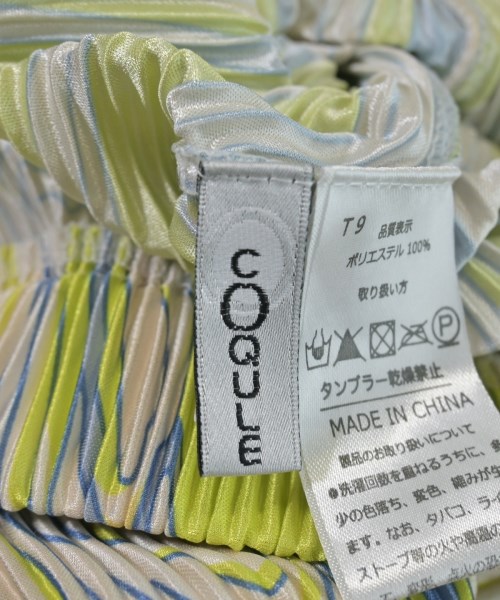 COQULE
T9
品質表示
ポリエステル 100%
取り扱い方
タンブラー乾燥禁止
MADE IN CHINA
製品のお取り扱いについて
●洗濯回数を重ねるうちに、多
少の色落ち、変色、縮みが
ます。なお、タバコ、ラ
ストーブ等の火や高温の